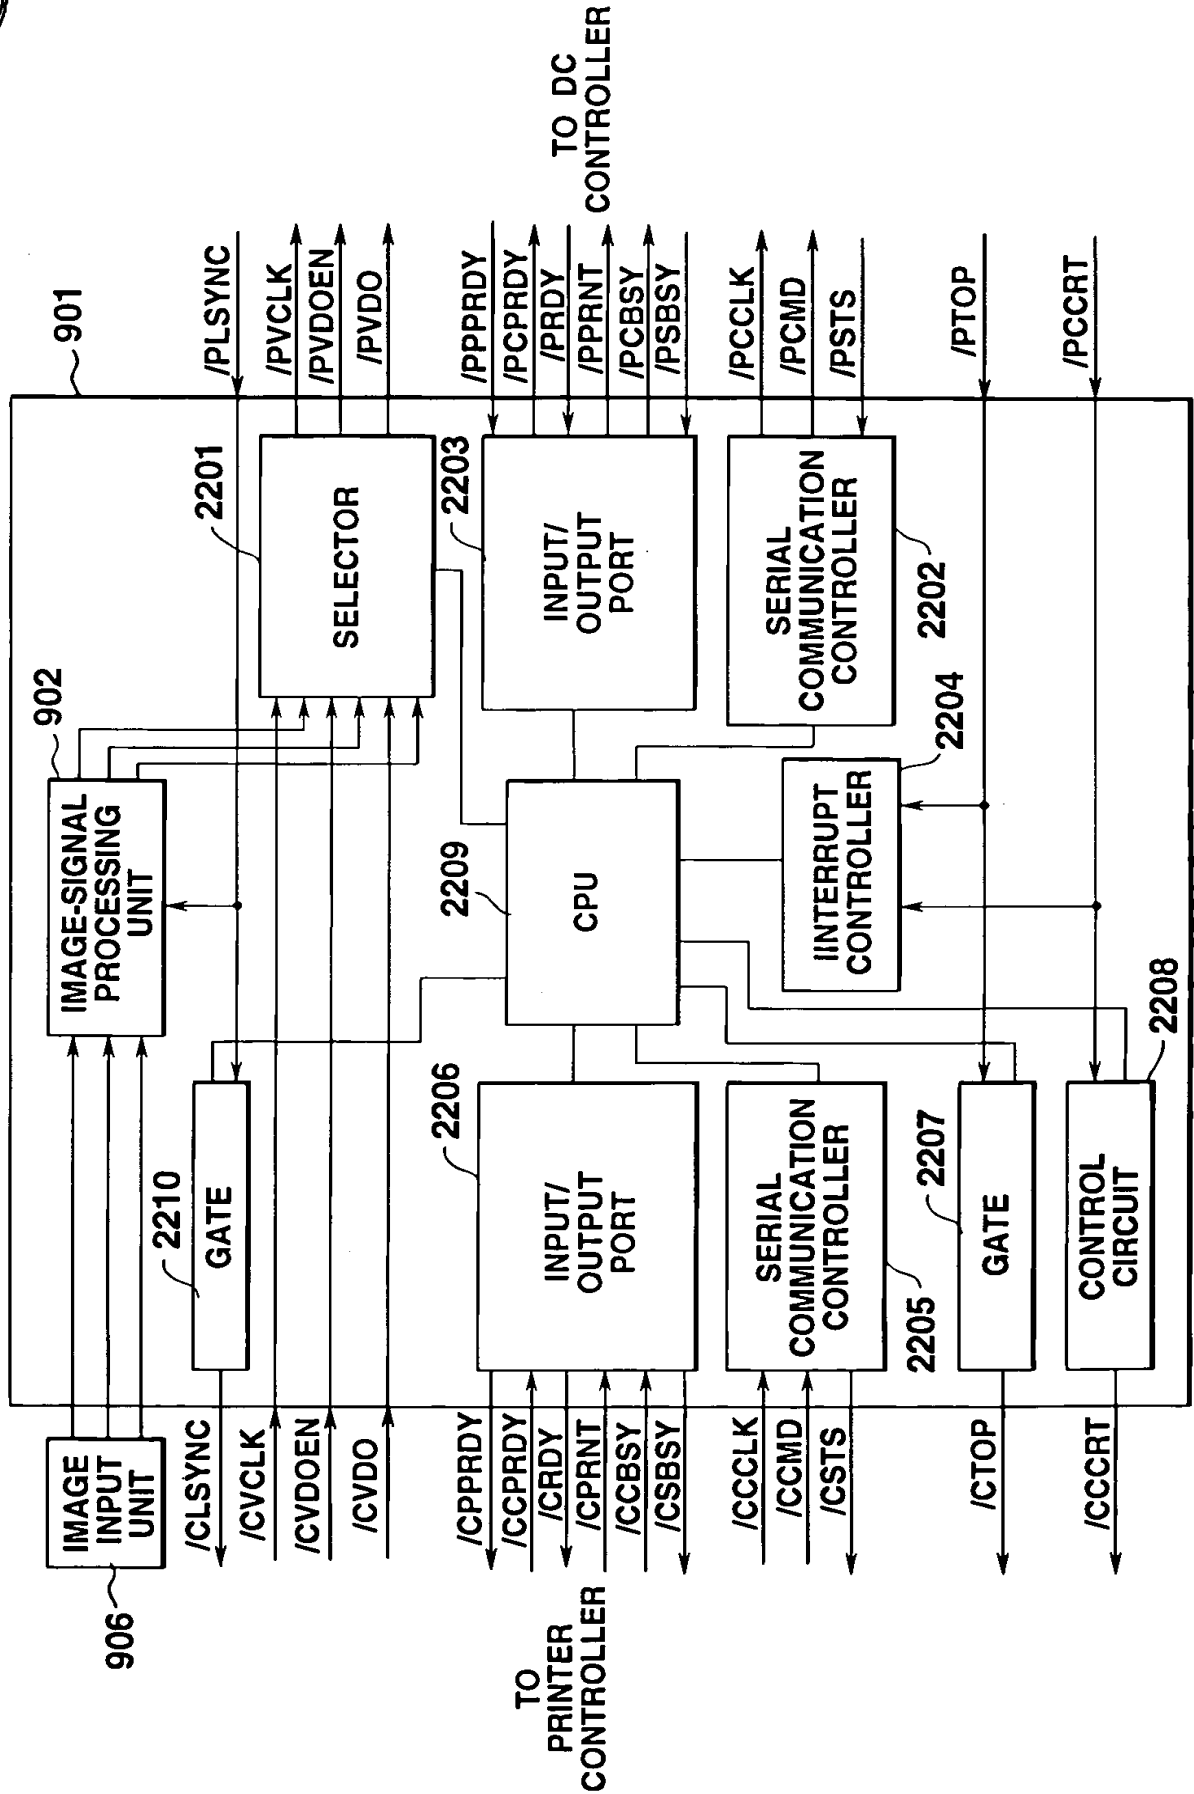 906
IMAGE
INPUT
UNIT
IMAGE-SIGNAL
PROCESSING
UNIT
902
901
/CLSYNC
2210
GATE
/PLSYNC
/CVCLK
/CVDOEN
/CVDO
2201
SELECTOR
/PVCLK
/PVDOEN
/PVDO
TO
PRINTER
CONTROLLER
/CPPRDY
/CCPRDY
/CRDY
/CPRNT
/CCBSY
/CSBSY
2206
INPUT/
OUTPUT
PORT
2209
CPU
2203
INPUT/
OUTPUT
PORT
/PPPRDY
/PCPRDY
/PRDY
/PPRNT
/PCBSY
/PSBSY
TO DC
CONTROLLER
/CCCLK
/CCMD
/CSTS
SERIAL
COMMUNICATION
CONTROLLER
2205
IINTERRUPT
CONTROLLER
2204
SERIAL
COMMUNICATION
CONTROLLER
2202
/PCCLK
/PCMD
/PSTS
/CTOP
2207
GATE
/PTOP
/CCCRT
CONTROL
CIRCUIT
2208
/PCCRT